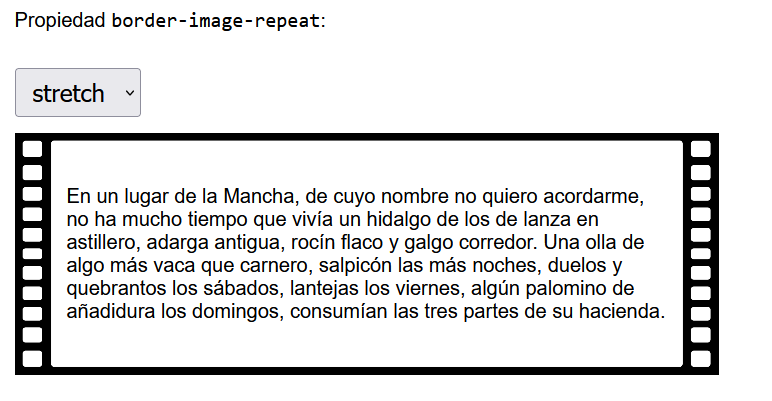 Propiedad border-image-repeat:
stretch
En un lugar de la Mancha, de cuyo nombre no quiero acordarme,
no ha mucho tiempo que vivía un hidalgo de los de lanza en
astillero, adarga antigua, rocín flaco y galgo corredor. Una olla de
algo más vaca que carnero, salpicón las más noches, duelos y
quebrantos los sábados, lantejas los viernes, algún palomino de
añadidura los domingos, consumían las tres partes de su hacienda.